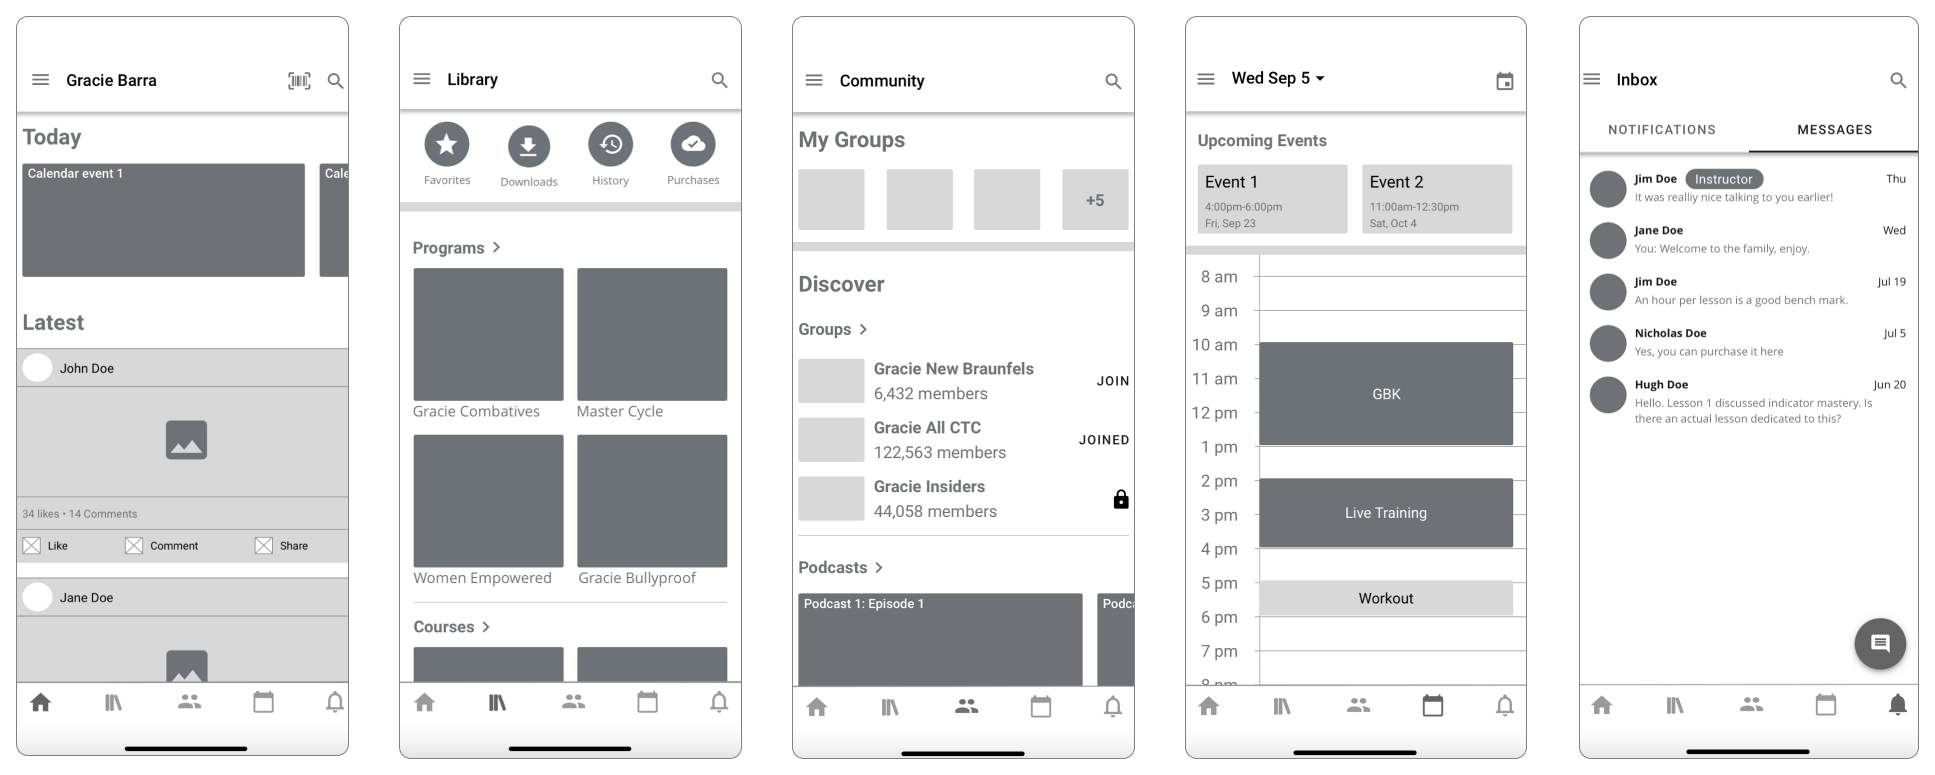 Gracie Barra
Today
Calendar event 1
Cale
Latest
John Doe
34 likes • 14 Comments
Like
Comment
Share
Jane Doe
Library
Favorites
Downloads
History
Purchases
Programs
Gracie Combatives
Master Cycle
Women Empowered
Gracie Bullyproof
Courses
Community
My Groups
+5
Discover
Groups
Gracie New Braunfels
6,432 members
JOIN
Gracie All CTC
122,563 members
JOINED
Gracie Insiders
44,058 members
Podcasts
Podcast 1: Episode 1
Podca
Wed Sep 5
Upcoming Events
Event 1
4:00pm-6:00pm
Fri, Sep 23
Event 2
11:00am-12:30pm
Sat, Oct 4
8 am
9 am
10 am
11 am
GBK
12 pm
1 pm
2 pm
3 pm
Live Training
4 pm
5 pm
Workout
6 pm
7 pm
8 pm
Inbox
NOTIFICATIONS
MESSAGES
Jim Doe Instructor Thu
It was realliy nice talking to you earlier!
Jane Doe Wed
You: Welcome to the family, enjoy.
Jim Doe Jul 19
An hour per lesson is a good bench mark.
Nicholas Doe Jul 5
Yes, you can purchase it here
Hugh Doe Jun 20
Hello. Lesson 1 discussed indicator mastery. Is
there an actual lesson dedicated to this?